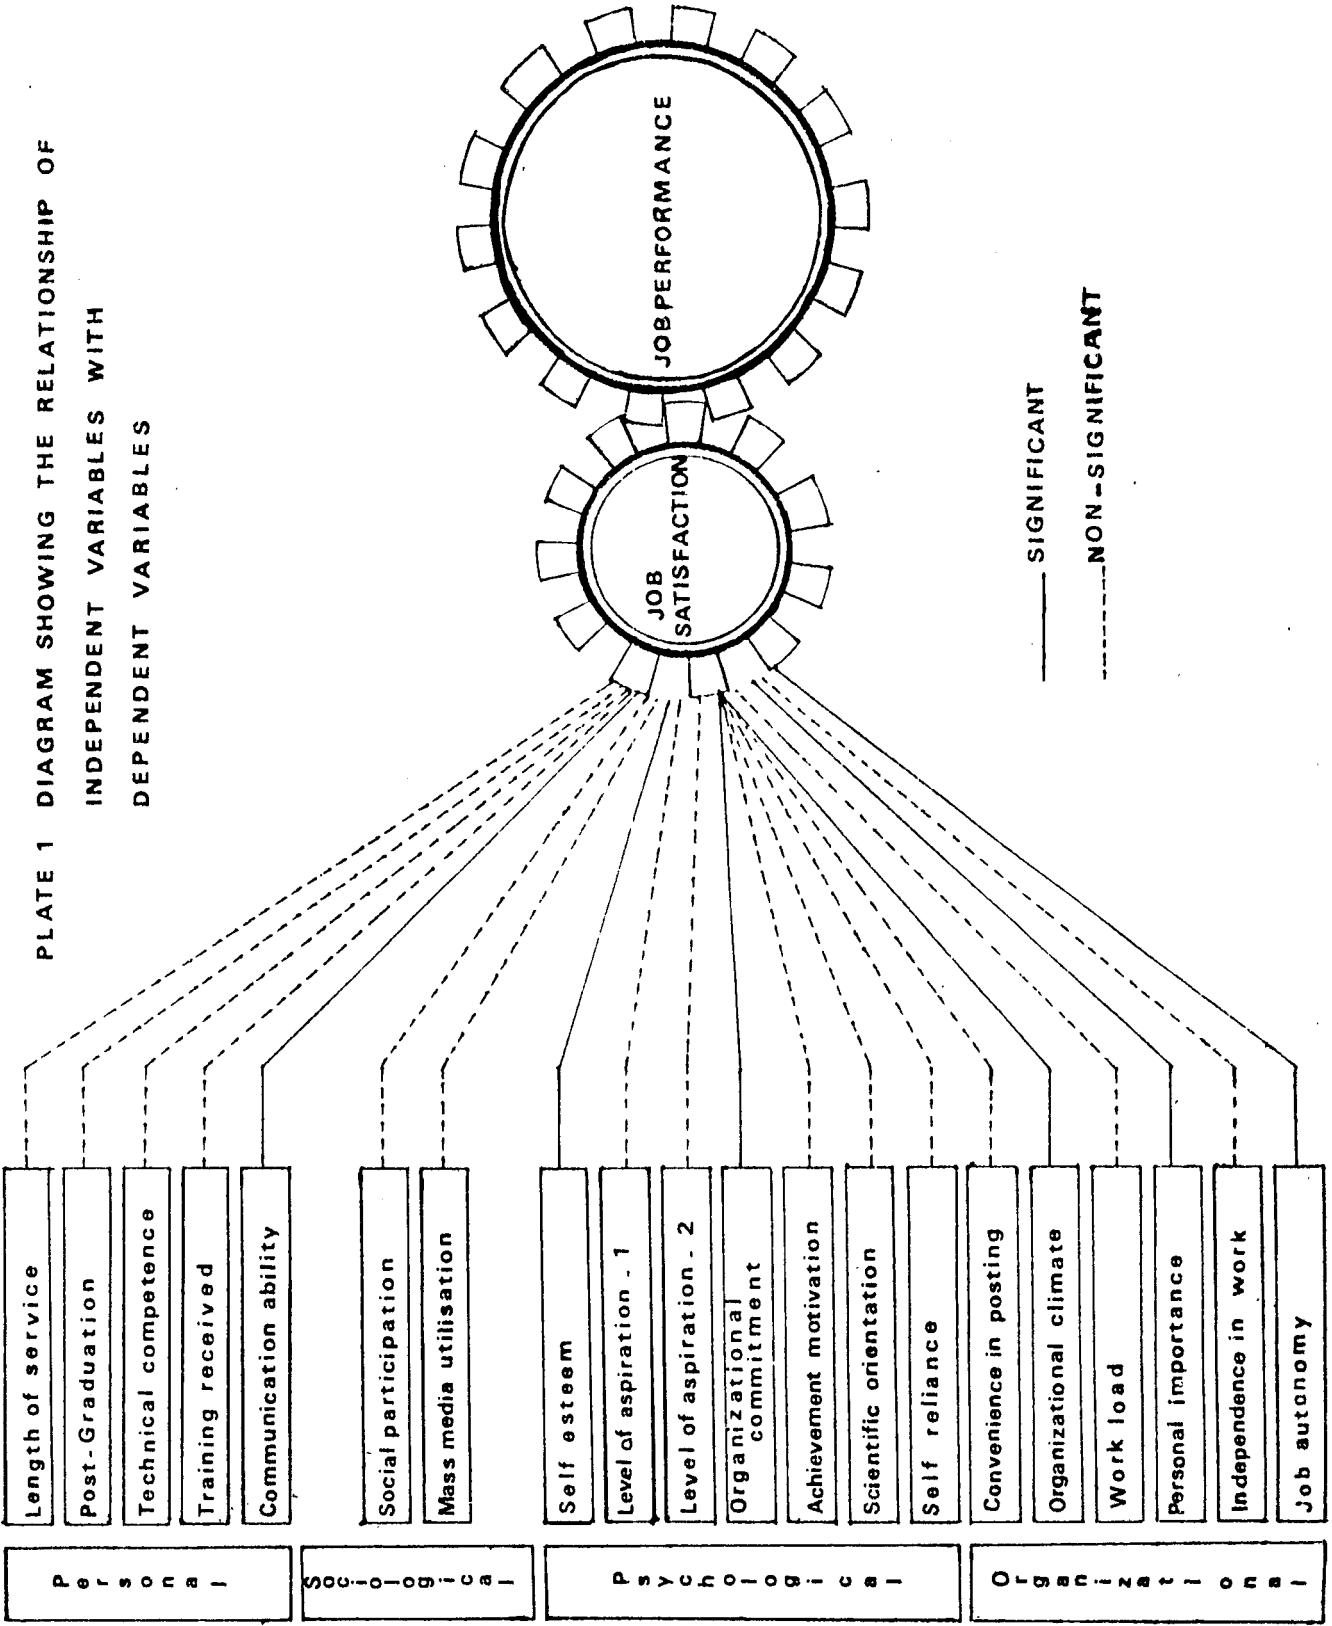 PLATE 1 DIAGRAM SHOWING THE RELATIONSHIP OF
INDEPENDENT VARIABLES WITH
DEPENDENT VARIABLES
Personal
Length of service
Post-Graduation
Technical competence
Training received
Communication ability
Sociological
Social participation
Mass media utilisation
Psychological
Self esteem
Level of aspiration - 1
Level of aspiration - 2
Organizational
commitment
Achievement motivation
Scientific orientation
Self reliance
Organizational
Convenience in posting
Organizational climate
Work load
Personal importance
Independence in work
Job autonomy
JOB
SATISFACTION
JOB PERFORMANCE
SIGNIFICANT
NON-SIGNIFICANT